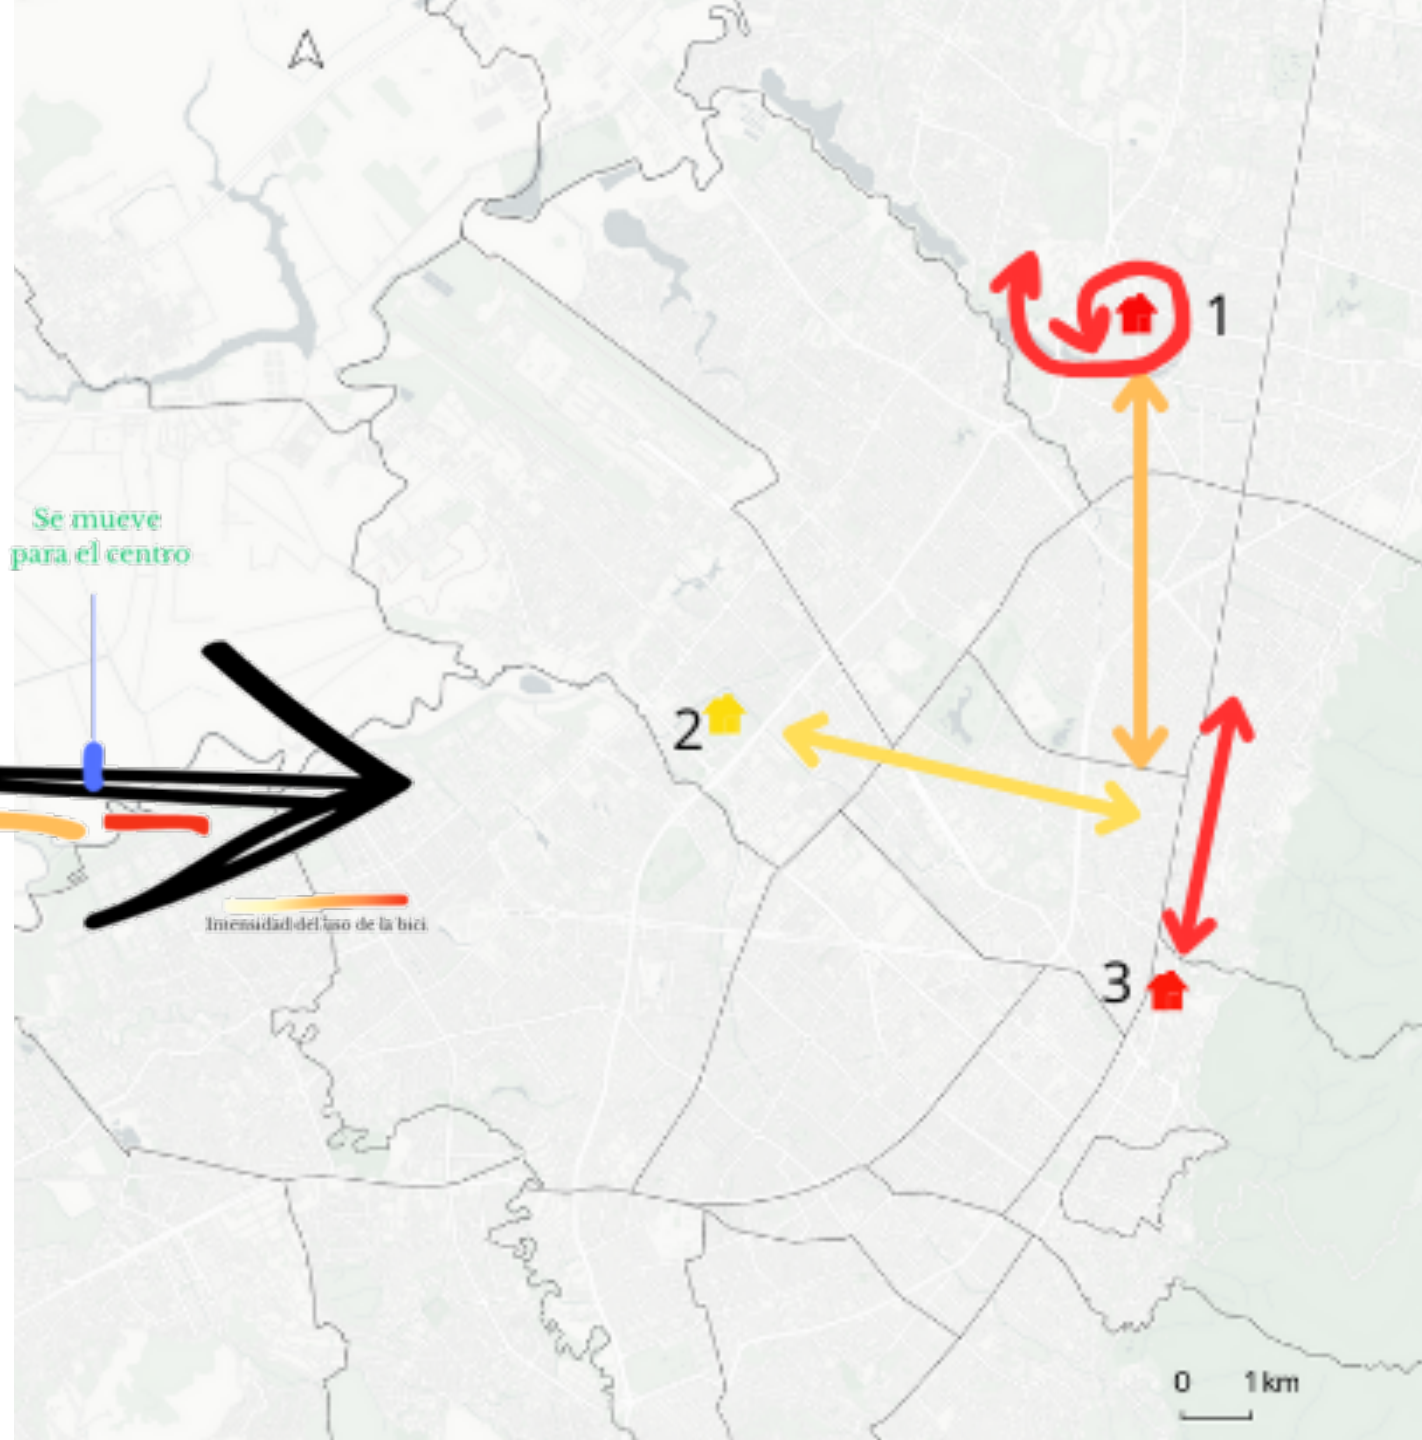 1
Se mueve
para el centro
2
Intensidad del uso de la bici
3
0 1 km